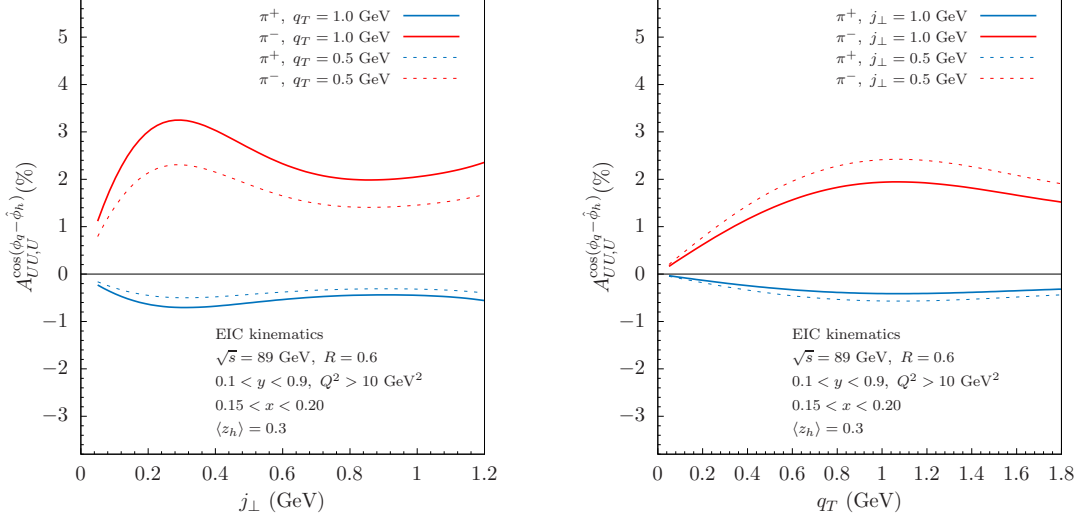 π⁺, q_T = 1.0 GeV
π⁻, q_T = 1.0 GeV
π⁺, q_T = 0.5 GeV
π⁻, q_T = 0.5 GeV
5
4
3
2
1
0
−1
−2
−3
A_{UU,U}^{cos(ϕ_q−ϕ̂_h)}(%)
EIC kinematics
√s = 89 GeV, R = 0.6
0.1 < y < 0.9, Q² > 10 GeV²
0.15 < x < 0.20
⟨z_h⟩ = 0.3
0 0.2 0.4 0.6 0.8 1 1.2
j_⊥ (GeV)
π⁺, j_⊥ = 1.0 GeV
π⁻, j_⊥ = 1.0 GeV
π⁺, j_⊥ = 0.5 GeV
π⁻, j_⊥ = 0.5 GeV
5
4
3
2
1
0
−1
−2
−3
A_{UU,U}^{cos(ϕ_q−ϕ̂_h)}(%)
EIC kinematics
√s = 89 GeV, R = 0.6
0.1 < y < 0.9, Q² > 10 GeV²
0.15 < x < 0.20
⟨z_h⟩ = 0.3
0 0.2 0.4 0.6 0.8 1 1.2 1.4 1.6 1.8
q_T (GeV)